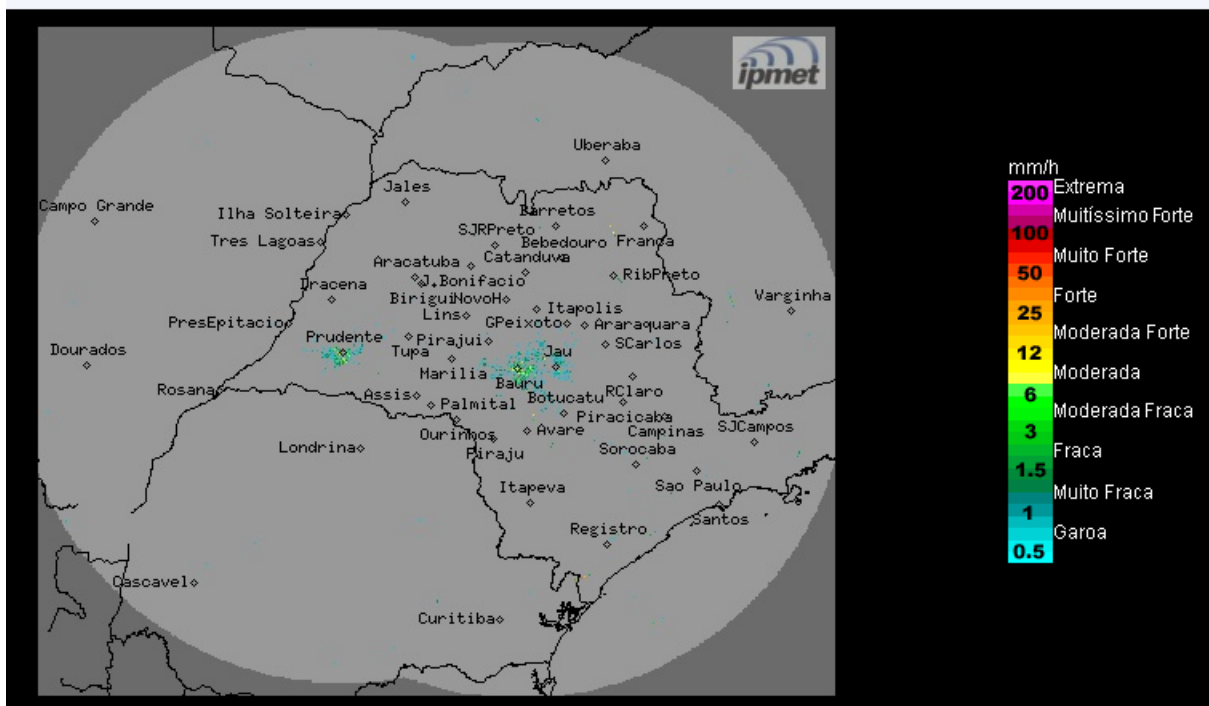 ipmet
Uberaba
Jales
Campo Grande
Ilha Solteira
Barretos
SJRPreto
Tres Lagoas
Bebedouro
Franca
Catanduva
Aracatuba
J.Bonifacio
RibPreto
Dracena
Birigui
NovoH
Varginha
Itapolis
Lins
PresEpitacio
GPeixoto
Araraquara
Prudente
Pirajui
SCarlos
Dourados
Tupa
Jau
Marilia
Bauru
Rosana
Assis
Botucatu
RClaro
Palmital
Piracicaba
Ourinhos
Avare
Campinas
SJCampos
Londrina
Piraju
Sorocaba
Itapeva
Sao Paulo
Santos
Registro
Cascavel
Curitiba
mm/h
200 Extrema
Muitíssimo Forte
100
Muito Forte
50
Forte
25
Moderada Forte
12
Moderada
6
Moderada Fraca
3
Fraca
1.5
Muito Fraca
1
Garoa
0.5